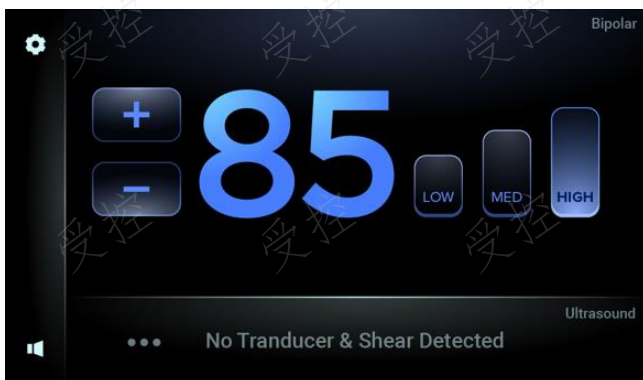 Bipolar
受控 受控 受控
+
85
−
LOW MED HIGH
受控 受控 受控
Ultrasound
••• No Tranducer & Shear Detected